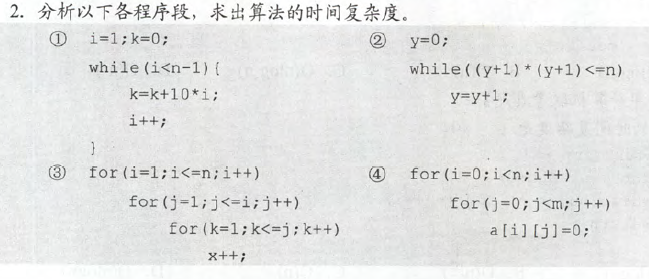 2. 分析以下各程序段，求出算法的时间复杂度。
① i=1;k=0;
while(i<n-1){
k=k+10*i;
i++;
}
② y=0;
while((y+1)*(y+1)<=n)
y=y+1;
③ for(i=1;i<=n;i++)
for(j=1;j<=i;j++)
for(k=1;k<=j;k++)
x++;
④ for(i=0;i<n;i++)
for(j=0;j<m;j++)
a[i][j]=0;